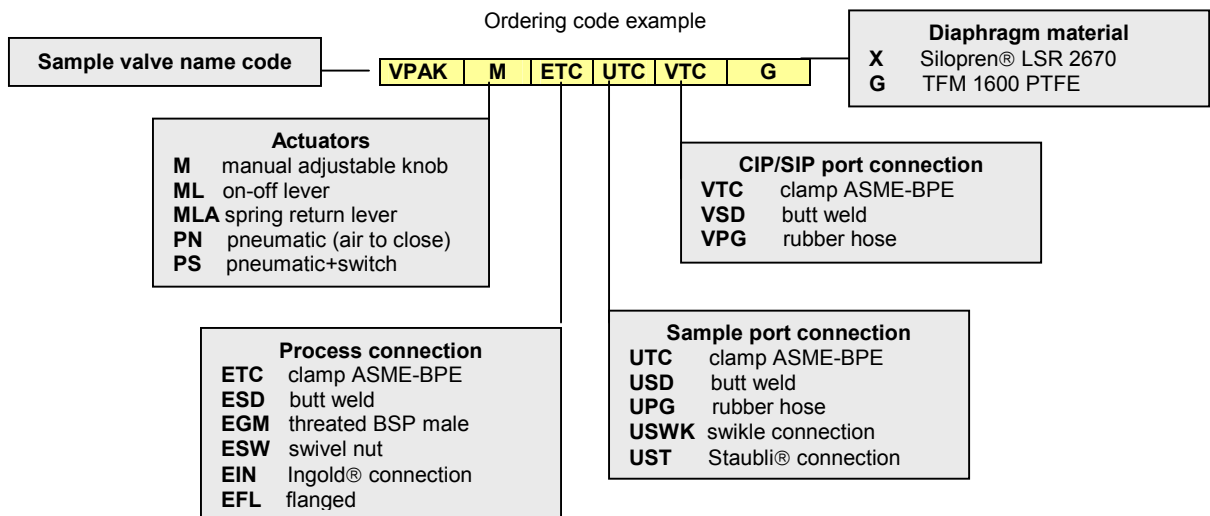 Ordering code example
Sample valve name code
VPAK M ETC UTC VTC G
Diaphragm material
X Silopren® LSR 2670
G TFM 1600 PTFE
Actuators
M manual adjustable knob
ML on-off lever
MLA spring return lever
PN pneumatic (air to close)
PS pneumatic+switch
CIP/SIP port connection
VTC clamp ASME-BPE
VSD butt weld
VPG rubber hose
Process connection
ETC clamp ASME-BPE
ESD butt weld
EGM threated BSP male
ESW swivel nut
EIN Ingold® connection
EFL flanged
Sample port connection
UTC clamp ASME-BPE
USD butt weld
UPG rubber hose
USWK swikle connection
UST Staubli® connection